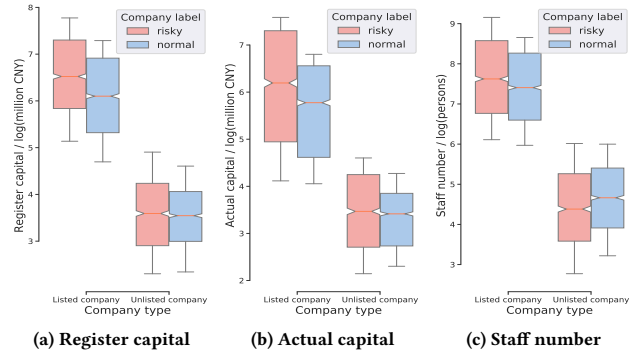 Register capital / log(million CNY)
8
7
6
5
4
3
Company label
risky
normal
Listed company
Unlisted company
Company type
(a) Register capital
Actual capital / log(million CNY)
7
6
5
4
3
2
Company label
risky
normal
Listed company
Unlisted company
Company type
(b) Actual capital
Staff number / log(persons)
9
8
7
6
5
4
3
Company label
risky
normal
Listed company
Unlisted company
Company type
(c) Staff number